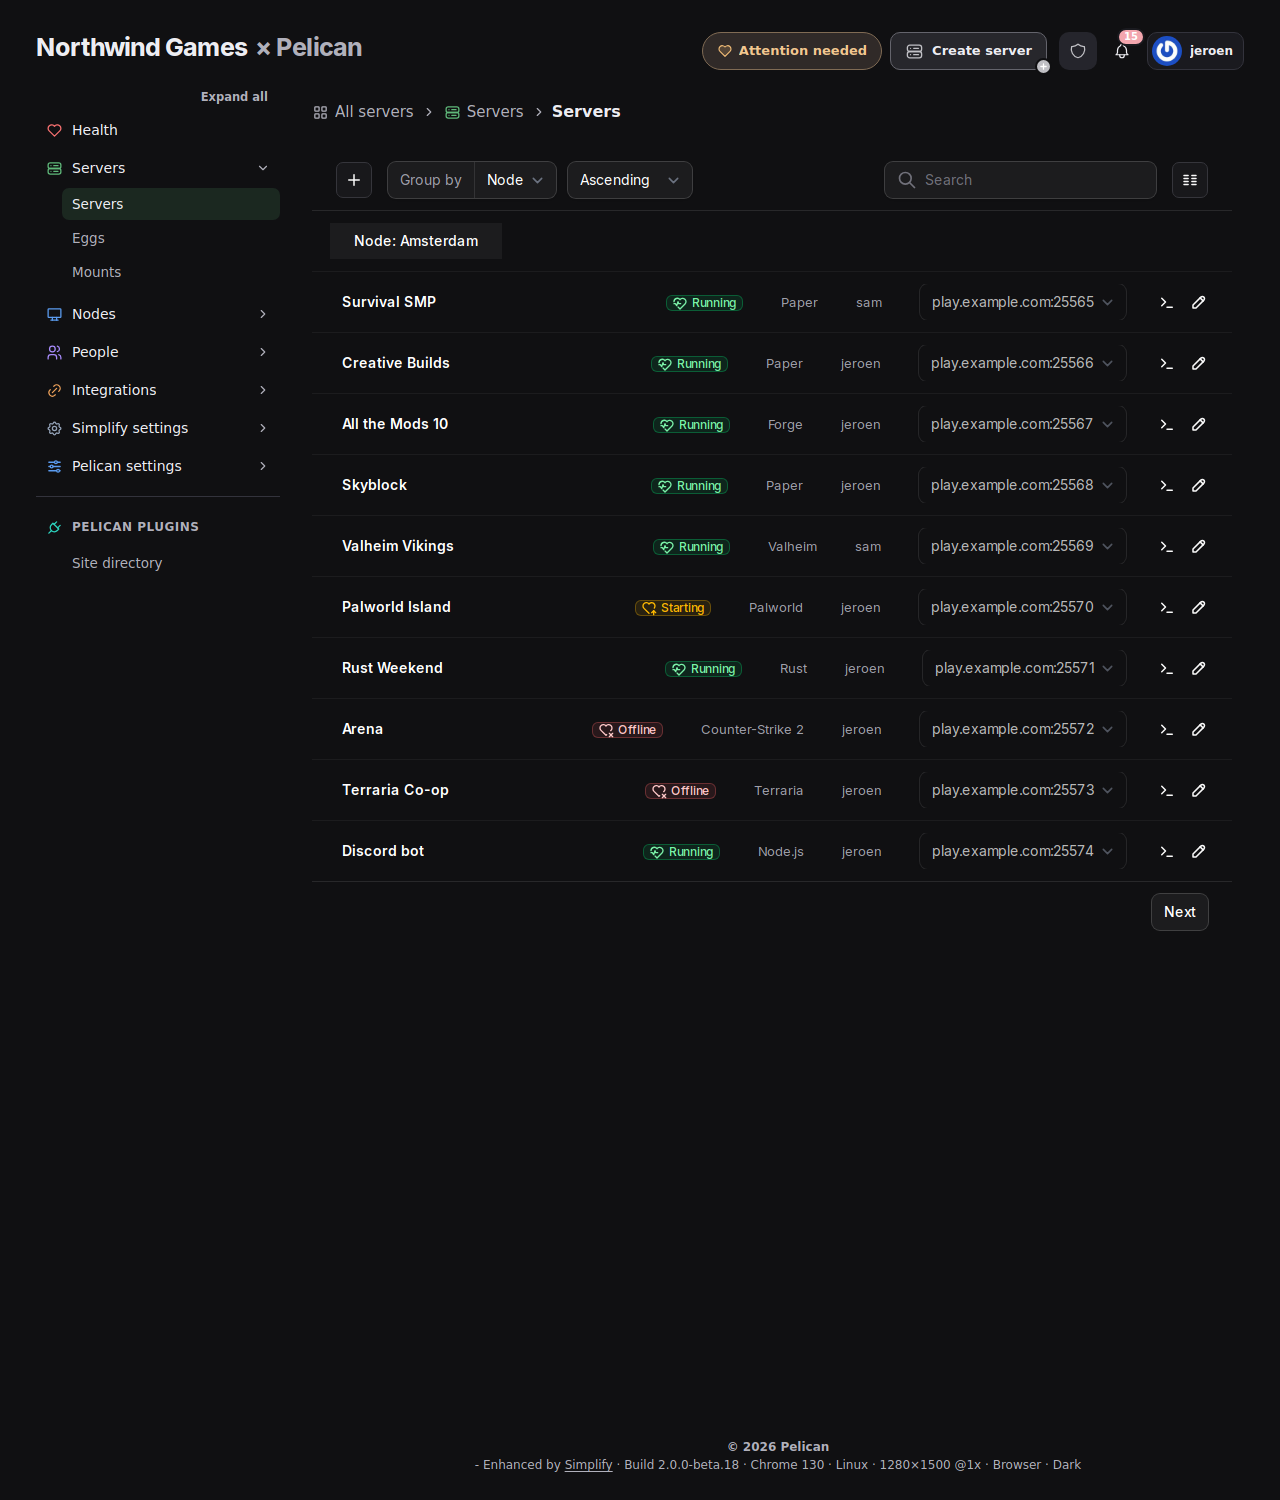 Northwind Games × Pelican
Attention needed
Create server
15
jeroen
Expand all
Health
Servers
Servers
Eggs
Mounts
Nodes
People
Integrations
Simplify settings
Pelican settings
PELICAN PLUGINS
Site directory
All servers > Servers > Servers
Group by Node
Ascending
Search
Node: Amsterdam
Survival SMP Running Paper sam play.example.com:25565
Creative Builds Running Paper jeroen play.example.com:25566
All the Mods 10 Running Forge jeroen play.example.com:25567
Skyblock Running Paper jeroen play.example.com:25568
Valheim Vikings Running Valheim sam play.example.com:25569
Palworld Island Starting Palworld jeroen play.example.com:25570
Rust Weekend Running Rust jeroen play.example.com:25571
Arena Offline Counter-Strike 2 jeroen play.example.com:25572
Terraria Co-op Offline Terraria jeroen play.example.com:25573
Discord bot Running Node.js jeroen play.example.com:25574
Next
© 2026 Pelican
- Enhanced by Simplify · Build 2.0.0-beta.18 · Chrome 130 · Linux · 1280×1500 @1x · Browser · Dark